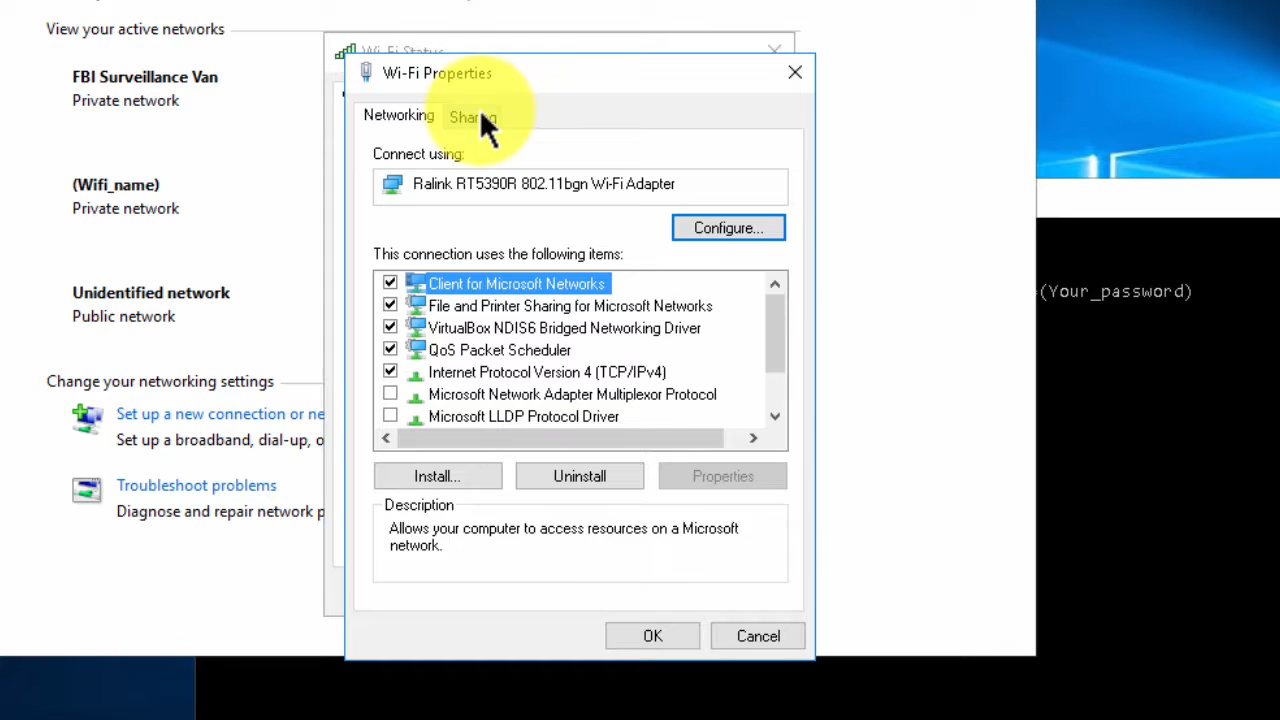 View your active networks
FBI Surveillance Van
Private network
(Wifi_name)
Private network
Unidentified network
Public network
Change your networking settings
Set up a new connection or ne
Set up a broadband, dial-up, o
Troubleshoot problems
Diagnose and repair network p
Wi-Fi Status
Wi-Fi Properties
Networking
Sharing
Connect using:
Ralink RT5390R 802.11bgn Wi-Fi Adapter
Configure...
This connection uses the following items:
Client for Microsoft Networks
File and Printer Sharing for Microsoft Networks
VirtualBox NDIS6 Bridged Networking Driver
QoS Packet Scheduler
Internet Protocol Version 4 (TCP/IPv4)
Microsoft Network Adapter Multiplexor Protocol
Microsoft LLDP Protocol Driver
Install...
Uninstall
Properties
Description
Allows your computer to access resources on a Microsoft
network.
OK
Cancel
=(Your_password)